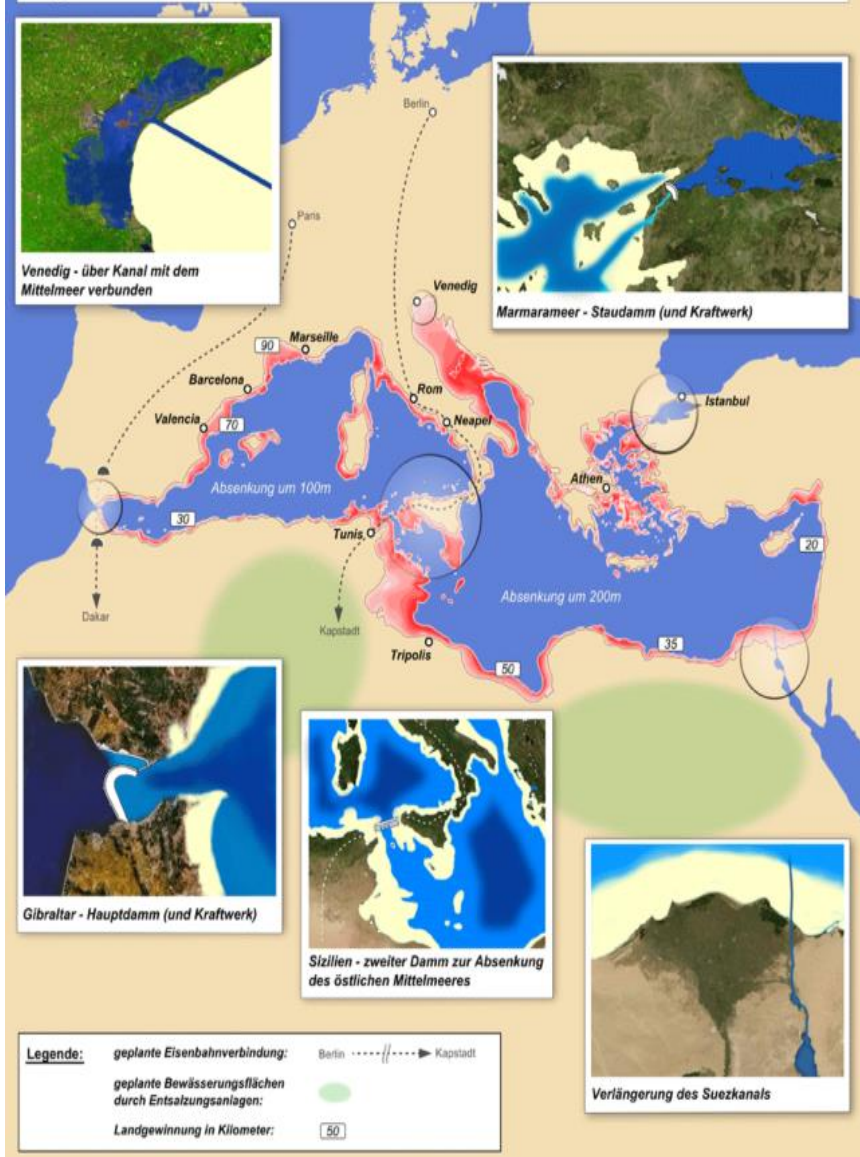 Venedig - über Kanal mit dem
Mittelmeer verbunden
Berlin
Paris
Marmarameer - Staudamm (und Kraftwerk)
Venedig
Marseille
90
Barcelona
Valencia
70
Rom
Neapel
Istanbul
Athen
Absenkung um 100m
30
Tunis
20
Absenkung um 200m
Dakar
Kapstadt
Tripolis
50
35
Gibraltar - Hauptdamm (und Kraftwerk)
Sizilien - zweiter Damm zur Absenkung
des östlichen Mittelmeeres
Verlängerung des Suezkanals
Legende:
geplante Eisenbahnverbindung:
Berlin
Kapstadt
geplante Bewässerungsflächen
durch Entsalzungsanlagen:
Landgewinnung in Kilometer:
50